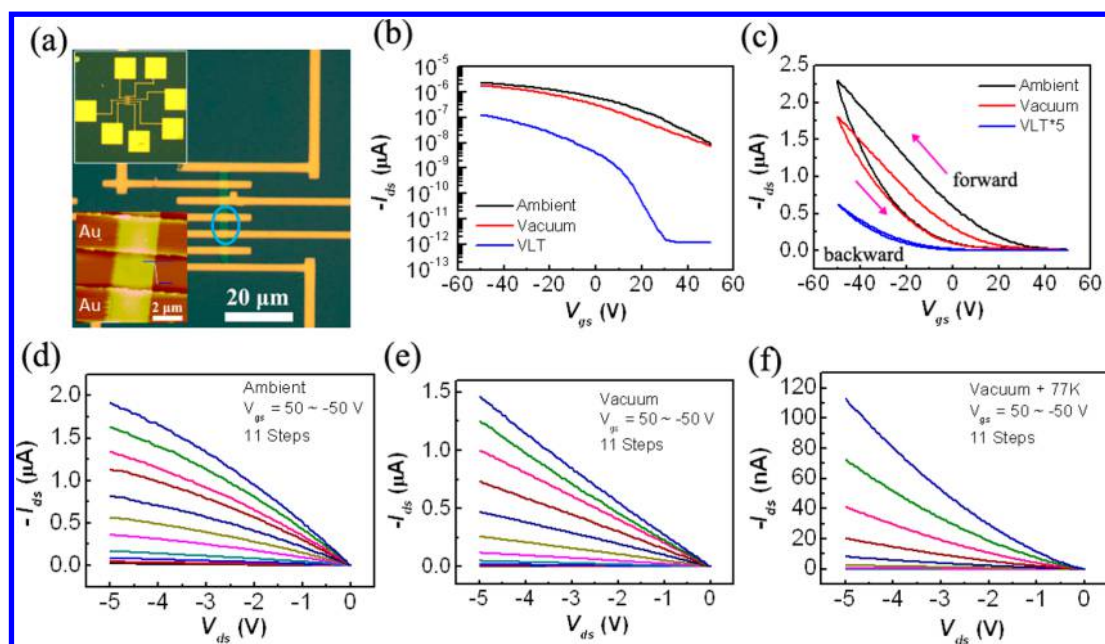 (a)
Au
Au
2 μm
20 μm
(b)
10⁻⁵
10⁻⁶
10⁻⁷
10⁻⁸
10⁻⁹
10⁻¹⁰
10⁻¹¹
10⁻¹²
10⁻¹³
-I_ds (μA)
Ambient
Vacuum
VLT
-60 -40 -20 0 20 40 60
V_gs (V)
(c)
2.5
2.0
1.5
1.0
0.5
0.0
-I_ds (μA)
Ambient
Vacuum
VLT*5
forward
backward
-60 -40 -20 0 20 40 60
V_gs (V)
(d)
2.0
1.5
1.0
0.5
0.0
-I_ds (μA)
Ambient
V_gs = 50 ~ -50 V
11 Steps
-5 -4 -3 -2 -1 0
V_ds (V)
(e)
1.5
1.0
0.5
0.0
-I_ds (μA)
Vacuum
V_gs = 50 ~ -50 V
11 Steps
-5 -4 -3 -2 -1 0
V_ds (V)
(f)
120
100
80
60
40
20
0
-I_ds (nA)
Vacuum + 77K
V_gs = 50 ~ -50 V
11 Steps
-5 -4 -3 -2 -1 0
V_ds (V)